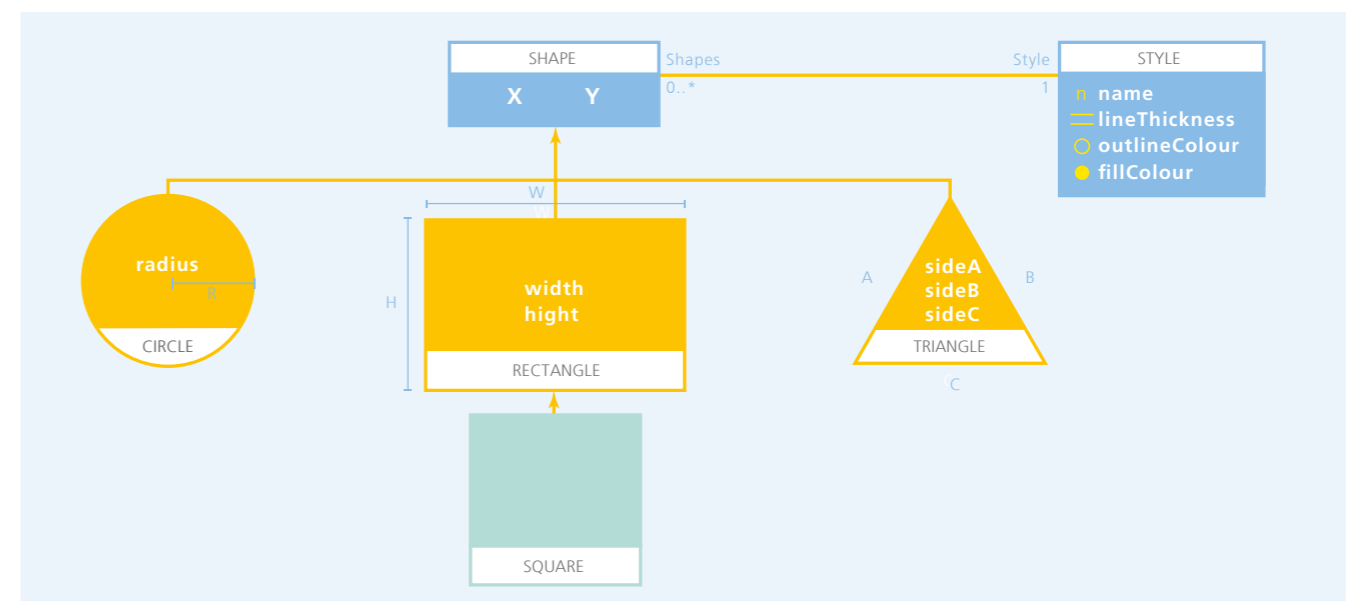 SHAPE
X Y
Shapes
0..*
Style
1
STYLE
n name
lineThickness
outlineColour
fillColour
radius
R
CIRCLE
W
W
H
width
hight
RECTANGLE
A
B
sideA
sideB
sideC
TRIANGLE
C
SQUARE